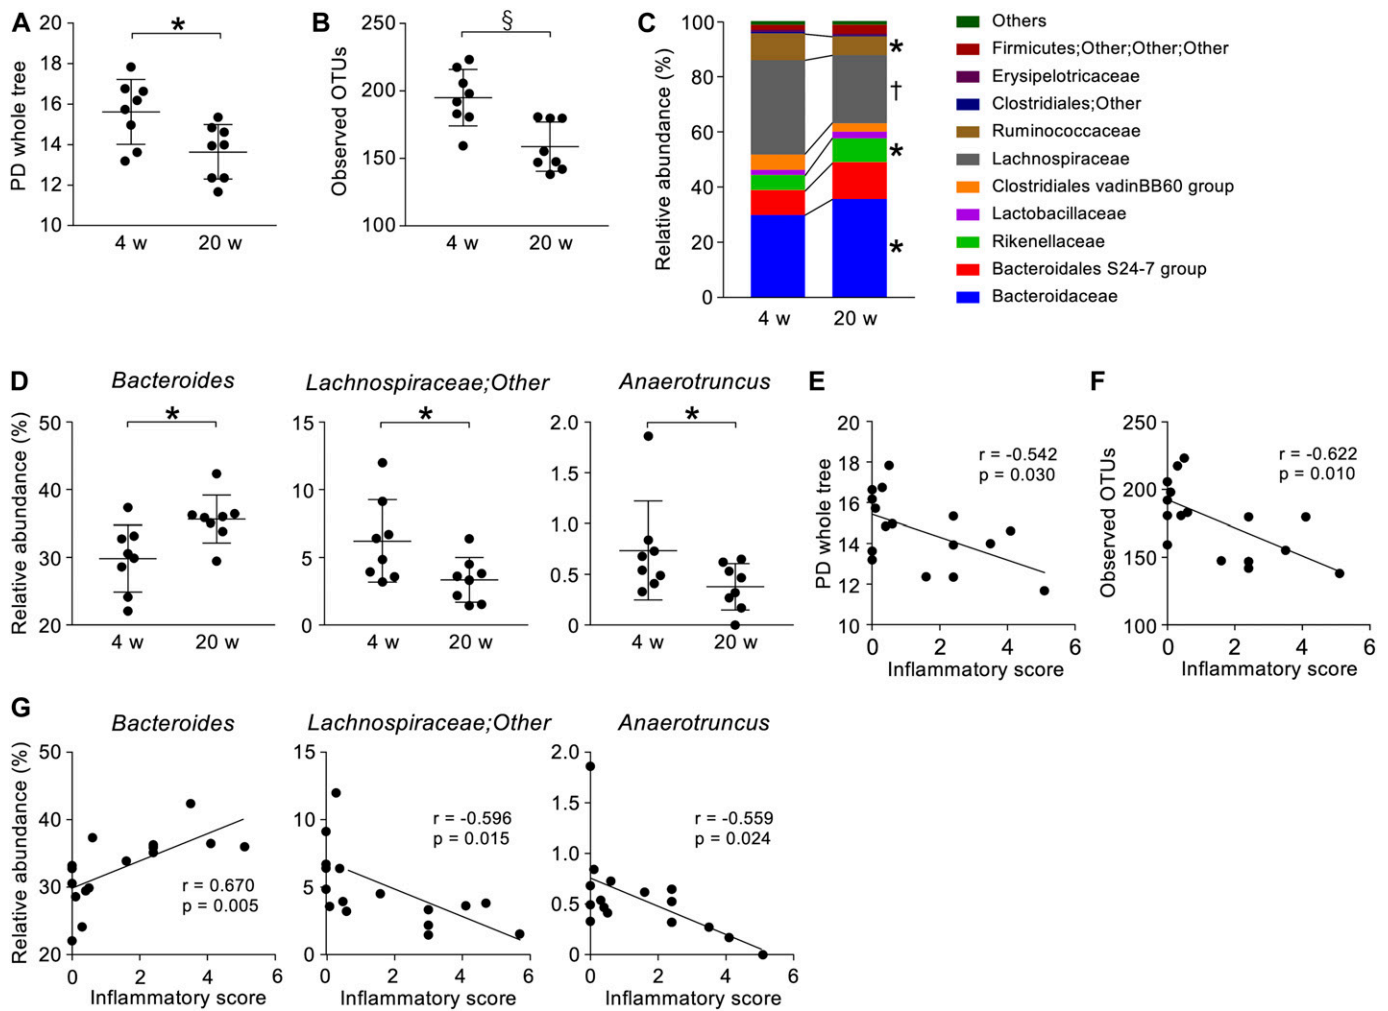 A
PD whole tree
20
18
16
14
12
10
*
4 w
20 w
B
Observed OTUs
250
200
150
100
§
4 w
20 w
C
Relative abundance (%)
100
80
60
40
20
0
*
†
*
*
4 w
20 w
Others
Firmicutes;Other;Other;Other
Erysipelotricaceae
Clostridiales;Other
Ruminococcaceae
Lachnospiraceae
Clostridiales vadinBB60 group
Lactobacillaceae
Rikenellaceae
Bacteroidales S24-7 group
Bacteroidaceae
D
Relative abundance (%)
Bacteroides
50
40
30
20
*
4 w
20 w
Lachnospiraceae;Other
15
10
5
0
*
4 w
20 w
Anaerotruncus
2.0
1.5
1.0
0.5
0
*
4 w
20 w
E
PD whole tree
20
18
16
14
12
10
r = -0.542
p = 0.030
0 2 4 6
Inflammatory score
F
Observed OTUs
250
200
150
100
r = -0.622
p = 0.010
0 2 4 6
Inflammatory score
G
Relative abundance (%)
Bacteroides
50
40
30
20
r = 0.670
p = 0.005
0 2 4 6
Inflammatory score
Lachnospiraceae;Other
15
10
5
0
r = -0.596
p = 0.015
0 2 4 6
Inflammatory score
Anaerotruncus
2.0
1.5
1.0
0.5
0
r = -0.559
p = 0.024
0 2 4 6
Inflammatory score